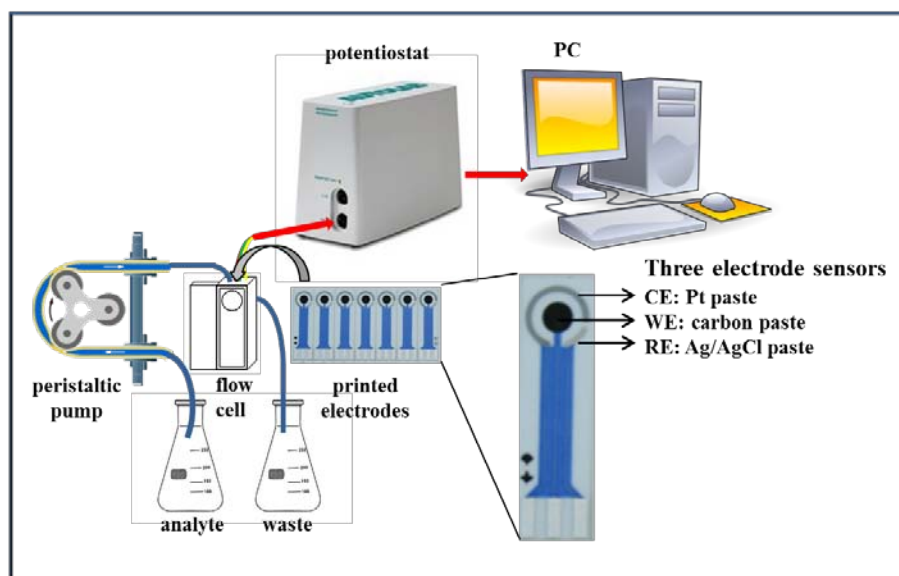 potentiostat
PC
Three electrode sensors
CE: Pt paste
WE: carbon paste
RE: Ag/AgCl paste
peristaltic
pump
flow
cell
printed
electrodes
analyte
waste